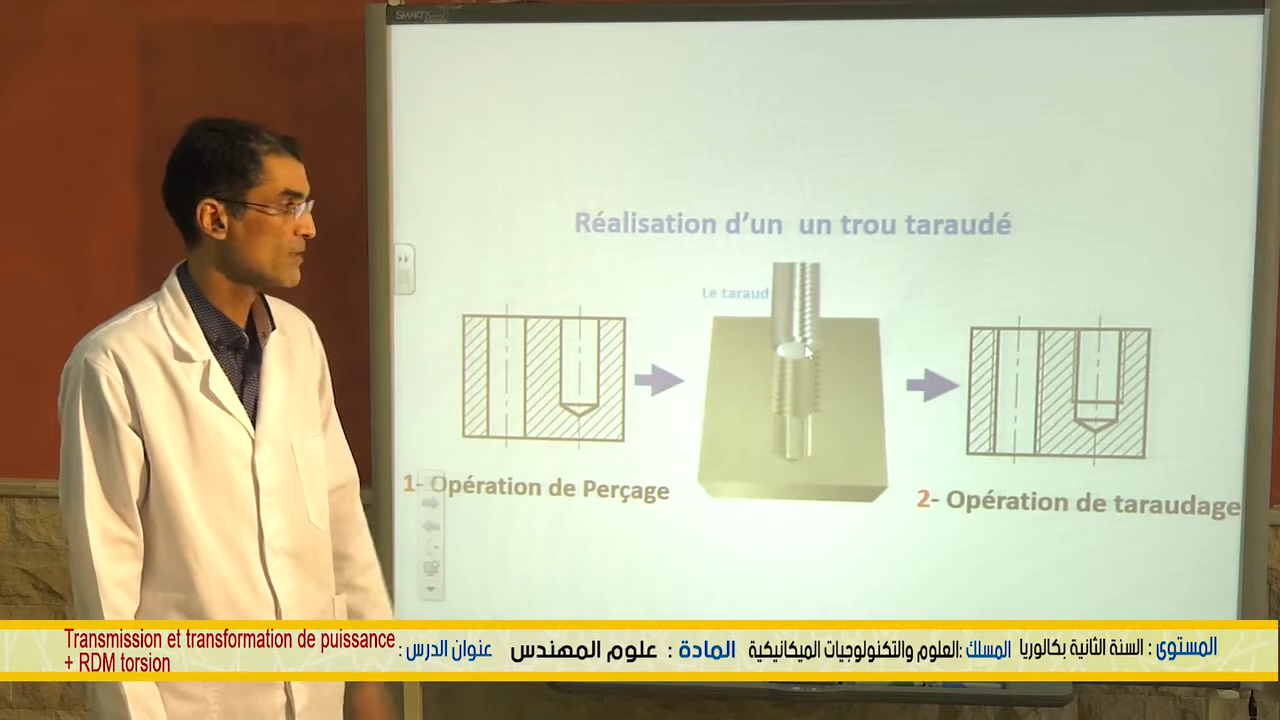 SMART
Réalisation d’un un trou taraudé
Le taraud
1- Opération de Perçage
2- Opération de taraudage
المستوى : السنة الثانية بكالوريا المسلك :العلوم والتكنولوجيات الميكانيكية المادة : علوم المهندس عنوان الدرس :
Transmission et transformation de puissance
+ RDM torsion